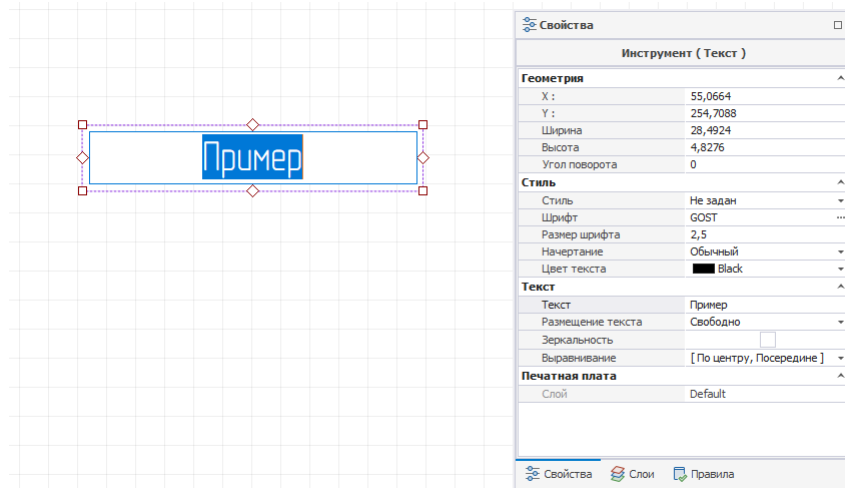 Свойства
Инструмент ( Текст )
Геометрия
X : 55,0664
Y : 254,7088
Ширина 28,4924
Высота 4,8276
Угол поворота 0
Стиль
Стиль Не задан
Шрифт GOST ...
Размер шрифта 2,5
Начертание Обычный
Цвет текста Black
Текст
Текст Пример
Размещение текста Свободно
Зеркальность
Выравнивание [ По центру, Посередине ]
Печатная плата
Слой Default
Свойства Слои Правила
Пример